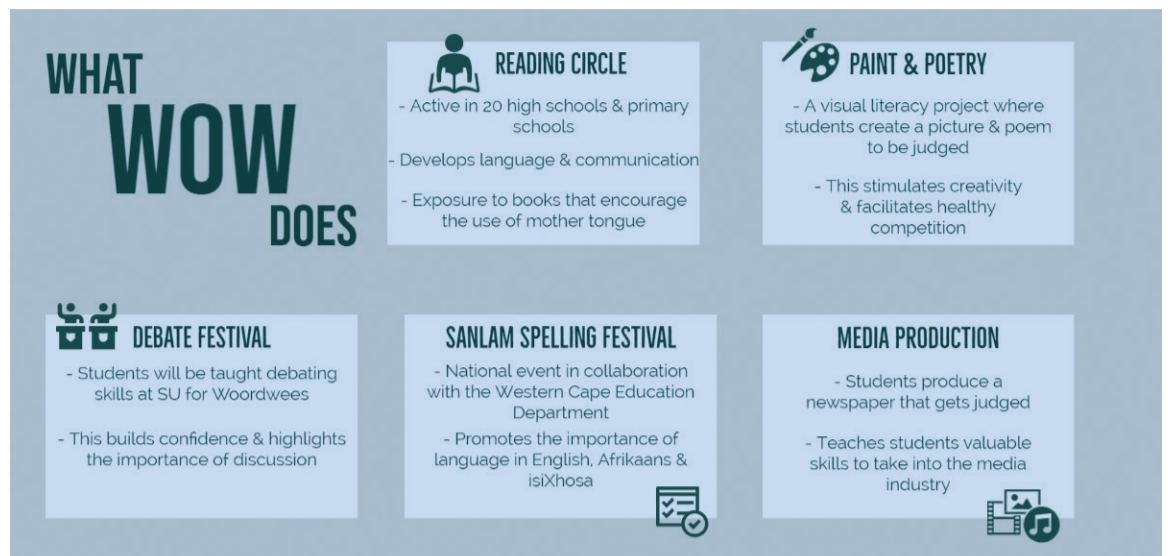 WHAT
WOW
DOES
READING CIRCLE
- Active in 20 high schools & primary
schools
- Develops language & communication
- Exposure to books that encourage
the use of mother tongue
PAINT & POETRY
- A visual literacy project where
students create a picture & poem
to be judged
- This stimulates creativity
& facilitates healthy
competition
DEBATE FESTIVAL
- Students will be taught debating
skills at SU for Woordwees
- This builds confidence & highlights
the importance of discussion
SANLAM SPELLING FESTIVAL
- National event in collaboration
with the Western Cape Education
Department
- Promotes the importance of
language in English, Afrikaans &
isiXhosa
MEDIA PRODUCTION
- Students produce a
newspaper that gets judged
- Teaches students valuable
skills to take into the media
industry